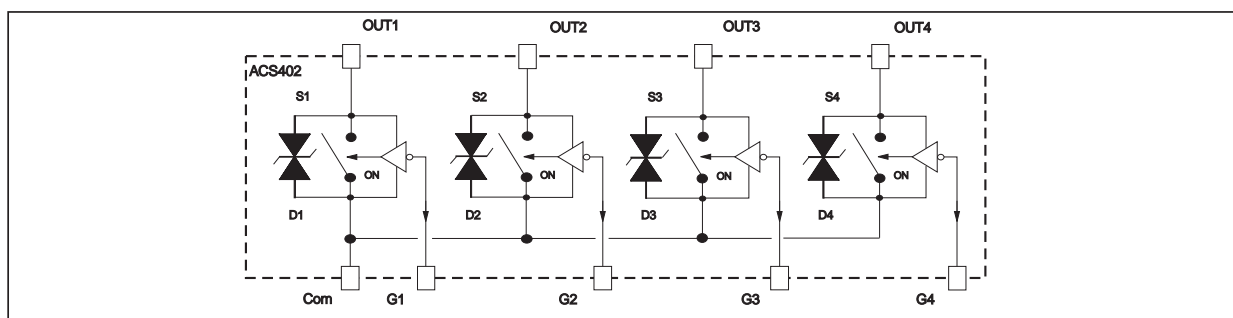 OUT1 OUT2 OUT3 OUT4
ACS402
S1 S2 S3 S4
ON ON ON ON
D1 D2 D3 D4
Com G1 G2 G3 G4